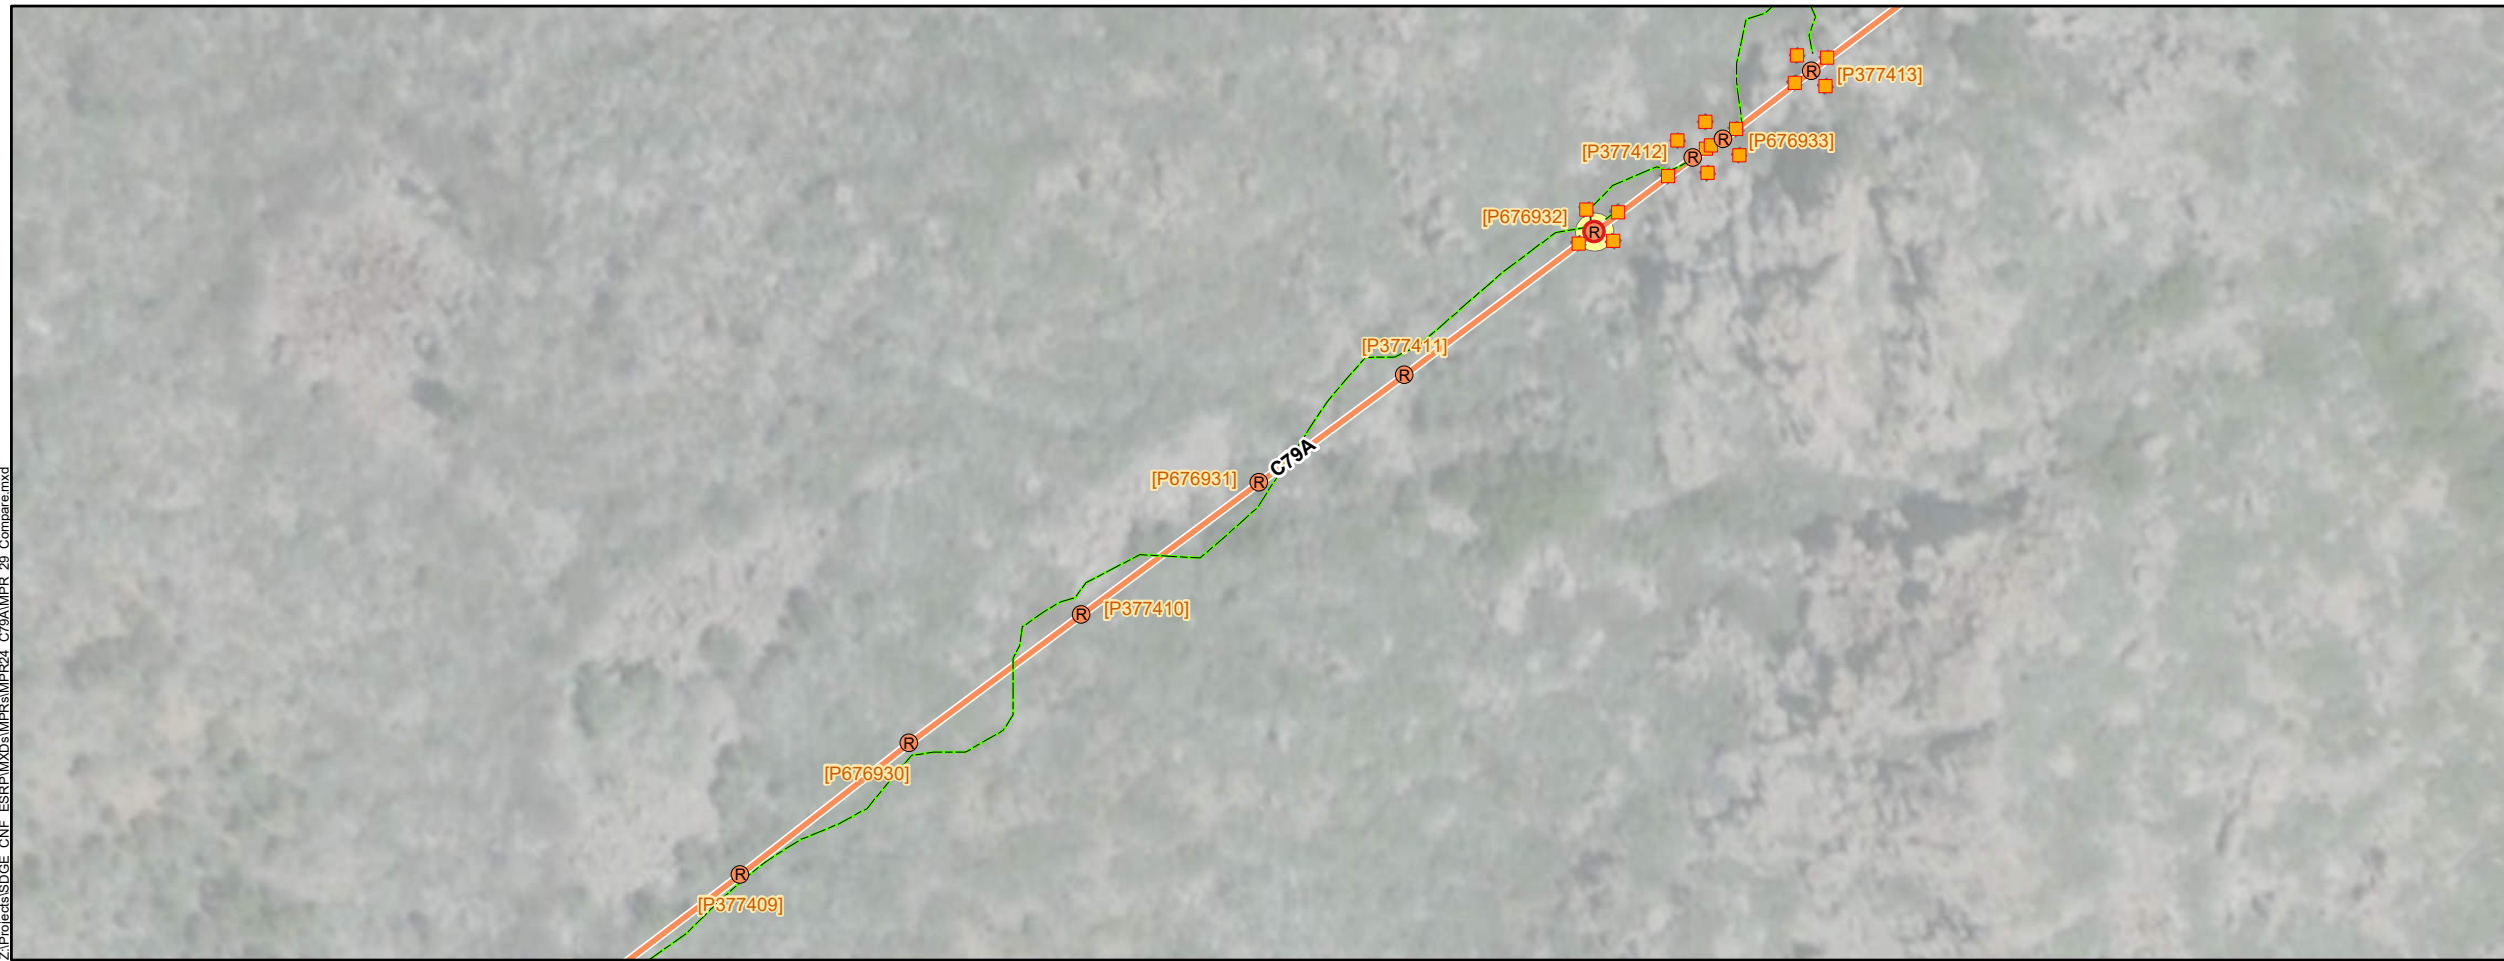 [P377413]
[P676933]
[P377412]
[P676932]
[P377411]
C79A
[P676931]
[P377410]
[P676930]
[P377409]
R
R
R
R
R
R
R
R
R
Z:\Projects\SDGE_CNF_ESRP\MXDs\MPRs\MPR24_C79A\MPR_29_Compare.mxd